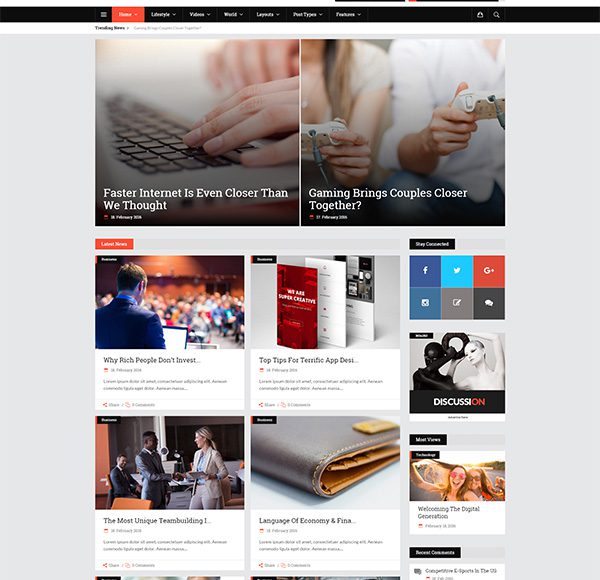 Home Lifestyle Videos World Layouts Post Types Features
Trending News Gaming Brings Couples Closer Together?
Faster Internet Is Even Closer Than
We Thought
18. February 2016
Gaming Brings Couples Closer
Together?
17. February 2016
Latest News
Business
WE ARE
SUPER CREATIVE
Why Rich People Don't Invest...
18. February 2016
Lorem ipsum dolor sit amet, consectetuer adipiscing elit. Aenean
commodo ligula eget dolor. Aenean massa...
Share / 0 Comments
Business
Top Tips For Terrific App Desi...
18. February 2016
Lorem ipsum dolor sit amet, consectetuer adipiscing elit. Aenean
commodo ligula eget dolor. Aenean massa...
Share / 0 Comments
Business
The Most Unique Teambuilding I...
18. February 2016
Lorem ipsum dolor sit amet, consectetuer adipiscing elit. Aenean
commodo ligula eget dolor. Aenean massa...
Share / 0 Comments
Business
Language Of Economy & Fina...
18. February 2016
Lorem ipsum dolor sit amet, consectetuer adipiscing elit. Aenean
commodo ligula eget dolor. Aenean massa...
Share / 0 Comments
Stay Connected
f
G+
DISCUSSION
Advertise here
Most Views
Technology
Welcoming The Digital
Generation
February 18, 2016
Recent Comments
Competitive E-Sports In The US